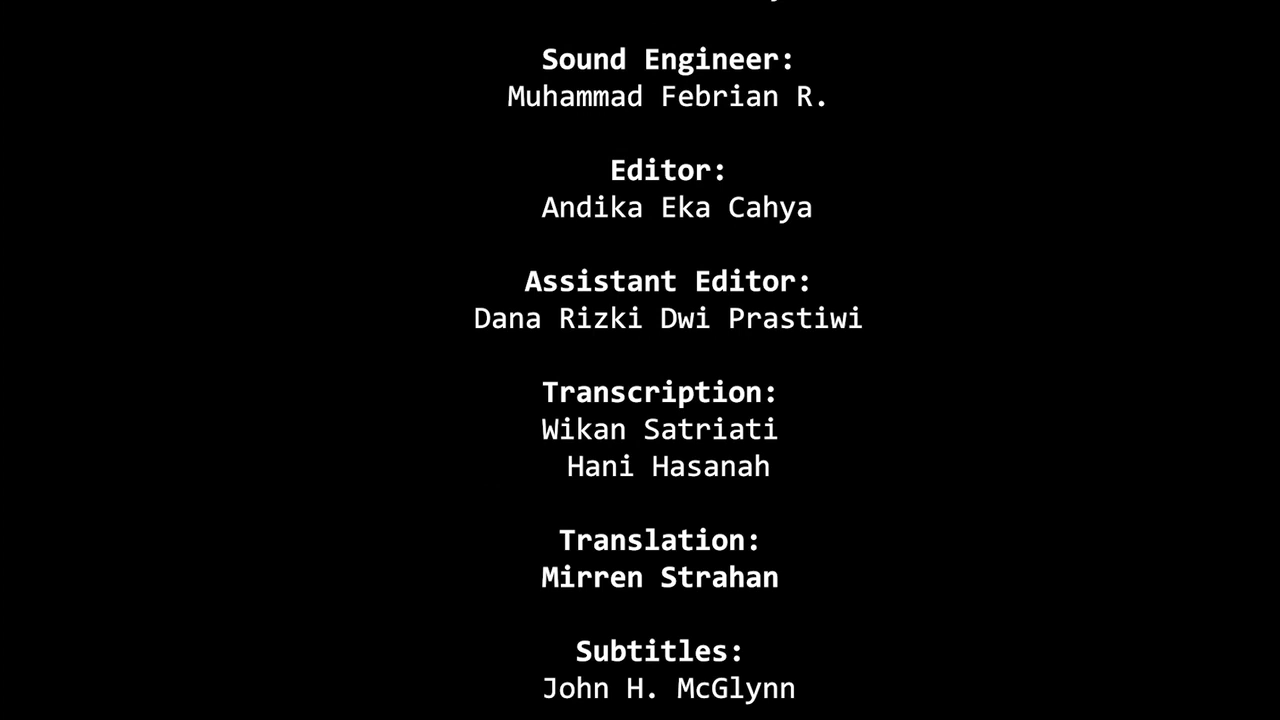 Sound Engineer:
Muhammad Febrian R.
Editor:
Andika Eka Cahya
Assistant Editor:
Dana Rizki Dwi Prastiwi
Transcription:
Wikan Satriati
Hani Hasanah
Translation:
Mirren Strahan
Subtitles:
John H. McGlynn